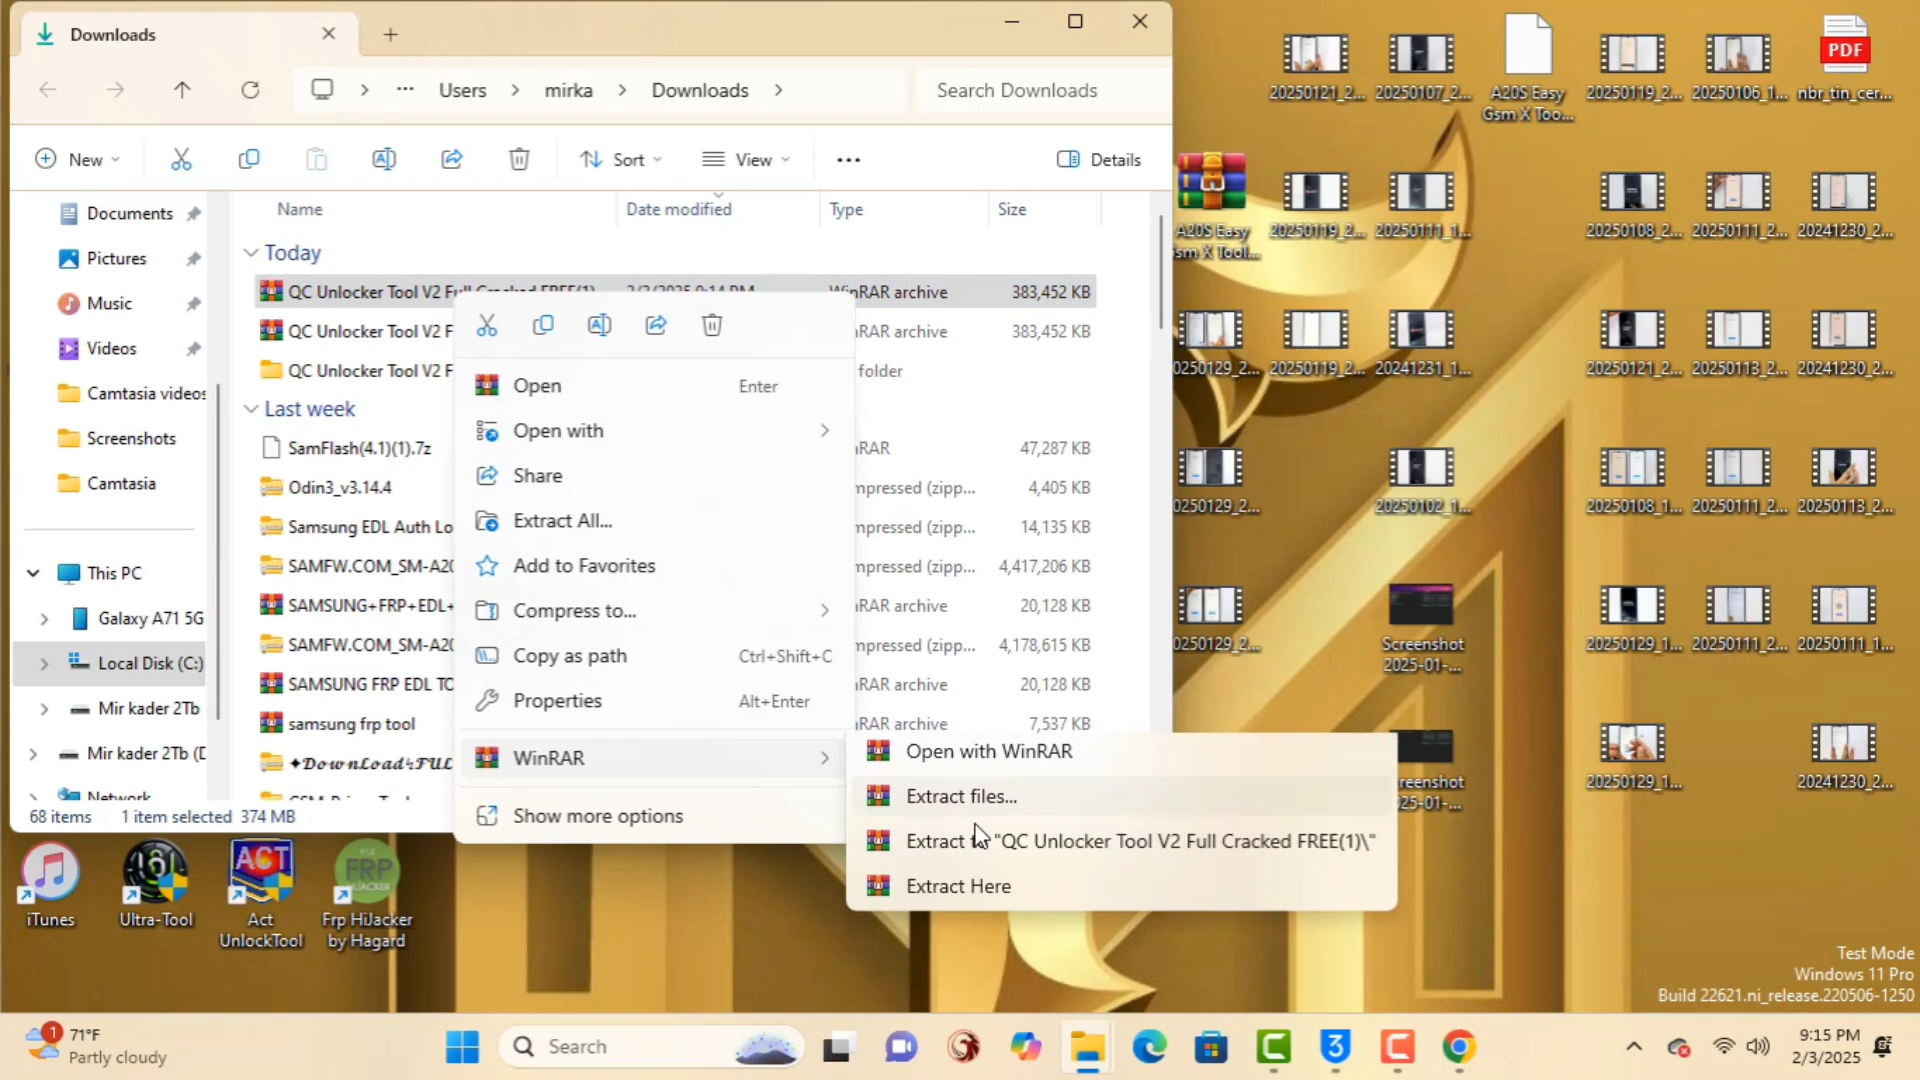 Downloads
Users
mirka
Downloads
Search Downloads
New
Sort
View
Details
Documents
Pictures
Music
Videos
Camtasia videos
Screenshots
Camtasia
This PC
Galaxy A71 5G
Local Disk (C:)
Mir kader 2Tb
Mir kader 2Tb (D
Network
Name
Date modified
Type
Size
Today
QC Unlocker Tool V2 Full Cracked FREE(1)
2/3/2025 9:14 PM
WinRAR archive
383,452 KB
QC Unlocker Tool V2 F
nRAR archive
383,452 KB
QC Unlocker Tool V2 F
folder
Last week
SamFlash(4.1)(1).7z
nRAR
47,287 KB
Odin3_v3.14.4
mpressed (zipp...
4,405 KB
Samsung EDL Auth Lo
mpressed (zipp...
14,135 KB
SAMFW.COM_SM-A20
mpressed (zipp...
4,417,206 KB
SAMSUNG+FRP+EDL+
nRAR archive
20,128 KB
SAMFW.COM_SM-A20
mpressed (zipp...
4,178,615 KB
SAMSUNG FRP EDL TO
nRAR archive
20,128 KB
samsung frp tool
nRAR archive
7,537 KB
✦𝓓𝓸𝔀𝓷𝓛𝓸𝓪𝓭ϟ𝓕𝓤𝓛
68 items
1 item selected 374 MB
Open
Enter
Open with
Share
Extract All...
Add to Favorites
Compress to...
Copy as path
Ctrl+Shift+C
Properties
Alt+Enter
WinRAR
Show more options
Open with WinRAR
Extract files...
Extract t "QC Unlocker Tool V2 Full Cracked FREE(1)\"
Extract Here
20250121_2...
20250107_2...
A20S Easy
Gsm X Too...
20250119_2...
20250106_1...
PDF
nbr_tin_cer...
A20S Easy
sm X Tool...
20250119_2...
20250111_1...
20250108_2...
20250111_2...
20241230_2...
0250129_2...
20250119_2...
20241231_1...
20250121_2...
20250113_2...
20241230_2...
0250129_2...
20250102_1...
20250108_1...
20250111_2...
20250113_2...
0250129_2...
Screenshot
2025-01-...
20250129_1...
20250111_2...
20250111_1...
reenshot
25-01-...
20250129_1...
20241230_2...
iTunes
Ultra-Tool
ACT
Act
UnlockTool
FRP
HIJACKER
Frp HiJacker
by Hagard
Test Mode
Windows 11 Pro
Build 22621.ni_release.220506-1250
1
71°F
Partly cloudy
Search
9:15 PM
2/3/2025